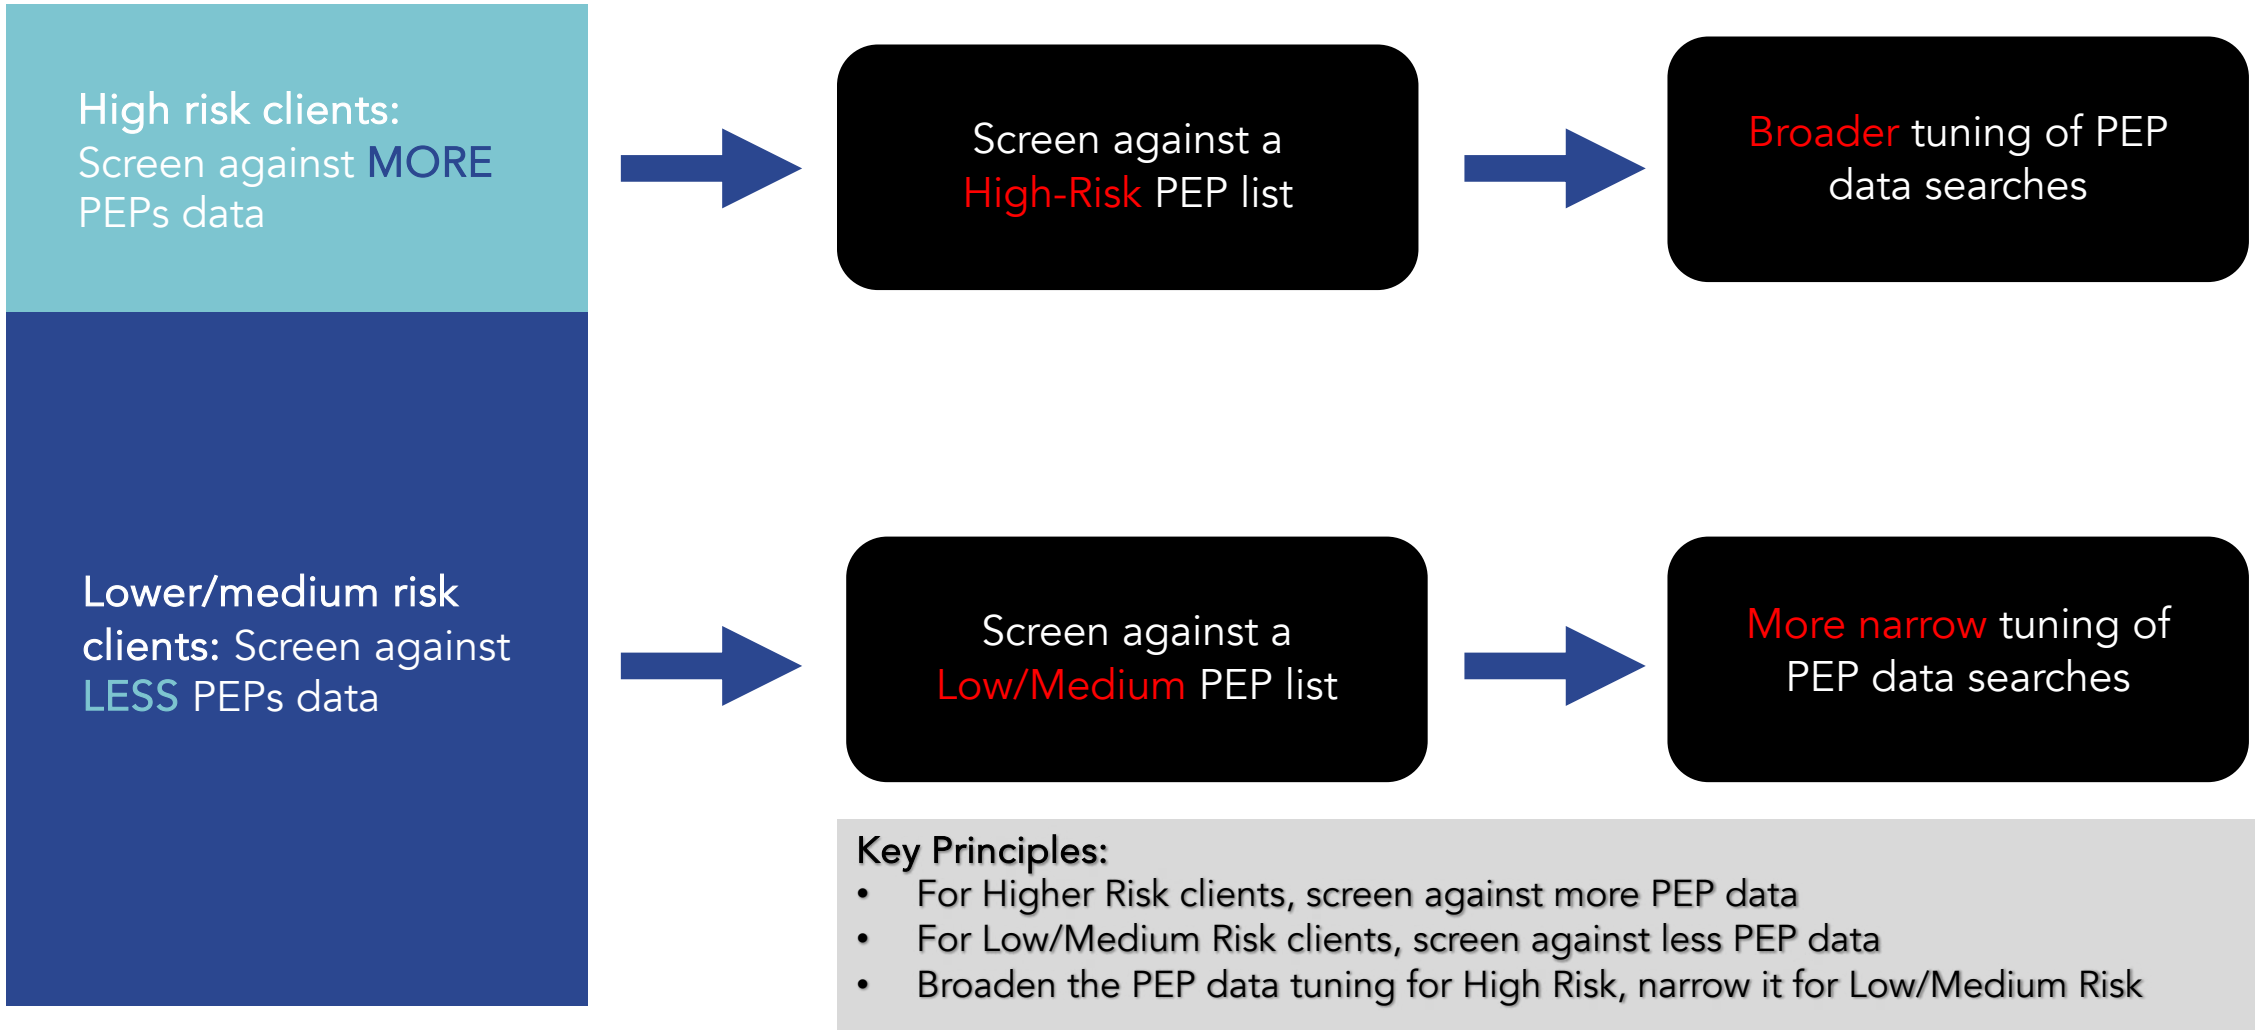 High risk clients:
Screen against MORE
PEPs data
Screen against a
High-Risk PEP list
Broader tuning of PEP
data searches
Lower/medium risk
clients: Screen against
LESS PEPs data
Screen against a
Low/Medium PEP list
More narrow tuning of
PEP data searches
Key Principles:
• For Higher Risk clients, screen against more PEP data
• For Low/Medium Risk clients, screen against less PEP data
• Broaden the PEP data tuning for High Risk, narrow it for Low/Medium Risk